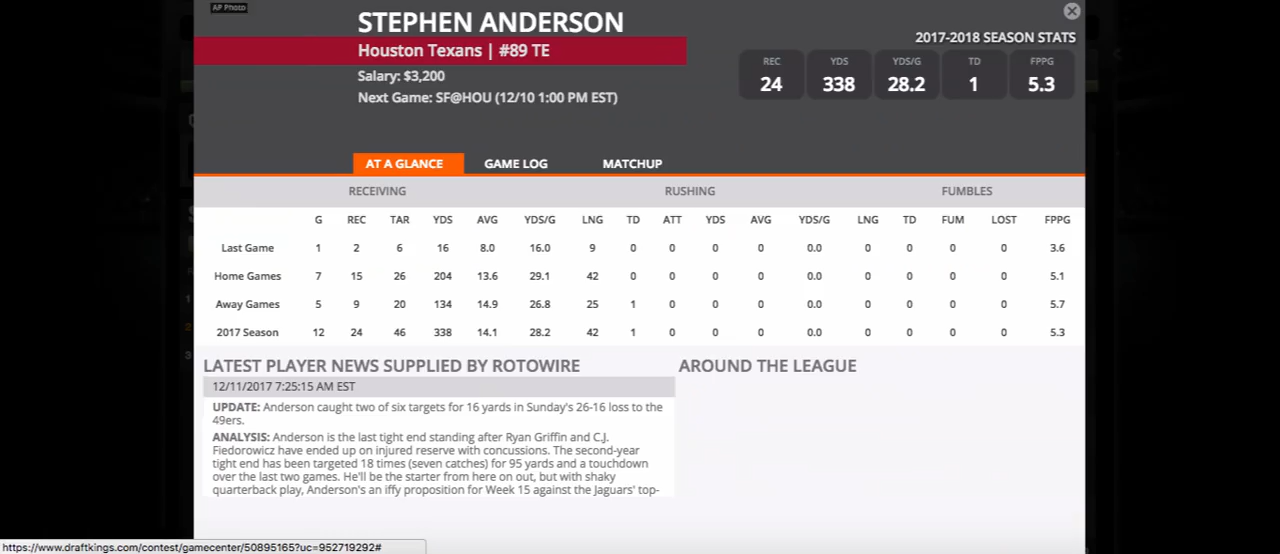 AP Photo
STEPHEN ANDERSON
Houston Texans | #89 TE
Salary: $3,200
Next Game: SF@HOU (12/10 1:00 PM EST)
2017-2018 SEASON STATS
REC YDS YDS/G TD FPPG
24 338 28.2 1 5.3
AT A GLANCE GAME LOG MATCHUP
RECEIVING RUSHING FUMBLES
G REC TAR YDS AVG YDS/G LNG TD ATT YDS AVG YDS/G LNG TD FUM LOST FPPG
Last Game 1 2 6 16 8.0 16.0 9 0 0 0 0 0.0 0 0 0 0 3.6
Home Games 7 15 26 204 13.6 29.1 42 0 0 0 0 0.0 0 0 0 0 5.1
Away Games 5 9 20 134 14.9 26.8 25 1 0 0 0 0.0 0 0 0 0 5.7
2017 Season 12 24 46 338 14.1 28.2 42 1 0 0 0 0.0 0 0 0 0 5.3
LATEST PLAYER NEWS SUPPLIED BY ROTOWIRE
12/11/2017 7:25:15 AM EST
UPDATE: Anderson caught two of six targets for 16 yards in Sunday's 26-16 loss to the
49ers.
ANALYSIS: Anderson is the last tight end standing after Ryan Griffin and C.J.
Fiedorowicz have ended up on injured reserve with concussions. The second-year
tight end has been targeted 18 times (seven catches) for 95 yards and a touchdown
over the last two games. He'll be the starter from here on out, but with shaky
quarterback play, Anderson's an iffy proposition for Week 15 against the Jaguars' top-
AROUND THE LEAGUE
https://www.draftkings.com/contest/gamecenter/50895165?uc=952719292#